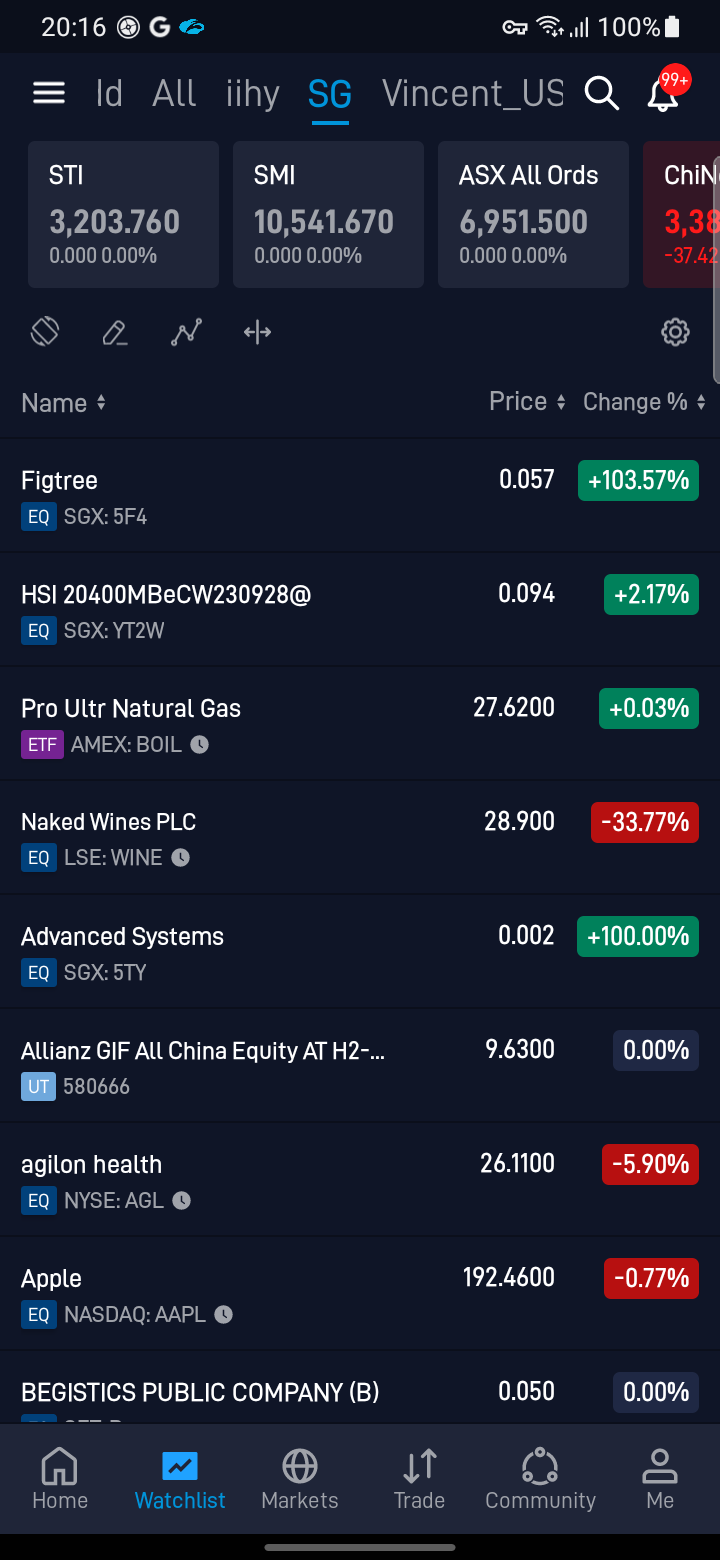 20:16 100%
ld All iihy SG Vincent_US 99+
STI SMI ASX All Ords ChiN
3,203.760 10,541.670 6,951.500 3,38
0.000 0.00% 0.000 0.00% 0.000 0.00% -37.42
Name Price Change %
Figtree 0.057 +103.57%
EQ SGX: 5F4
HSI 20400MBeCW230928@ 0.094 +2.17%
EQ SGX: YT2W
Pro Ultr Natural Gas 27.6200 +0.03%
ETF AMEX: BOIL
Naked Wines PLC 28.900 -33.77%
EQ LSE: WINE
Advanced Systems 0.002 +100.00%
EQ SGX: 5TY
Allianz GIF All China Equity AT H2-... 9.6300 0.00%
UT 580666
agilon health 26.1100 -5.90%
EQ NYSE: AGL
Apple 192.4600 -0.77%
EQ NASDAQ: AAPL
BEGISTICS PUBLIC COMPANY (B) 0.050 0.00%
Home Watchlist Markets Trade Community Me